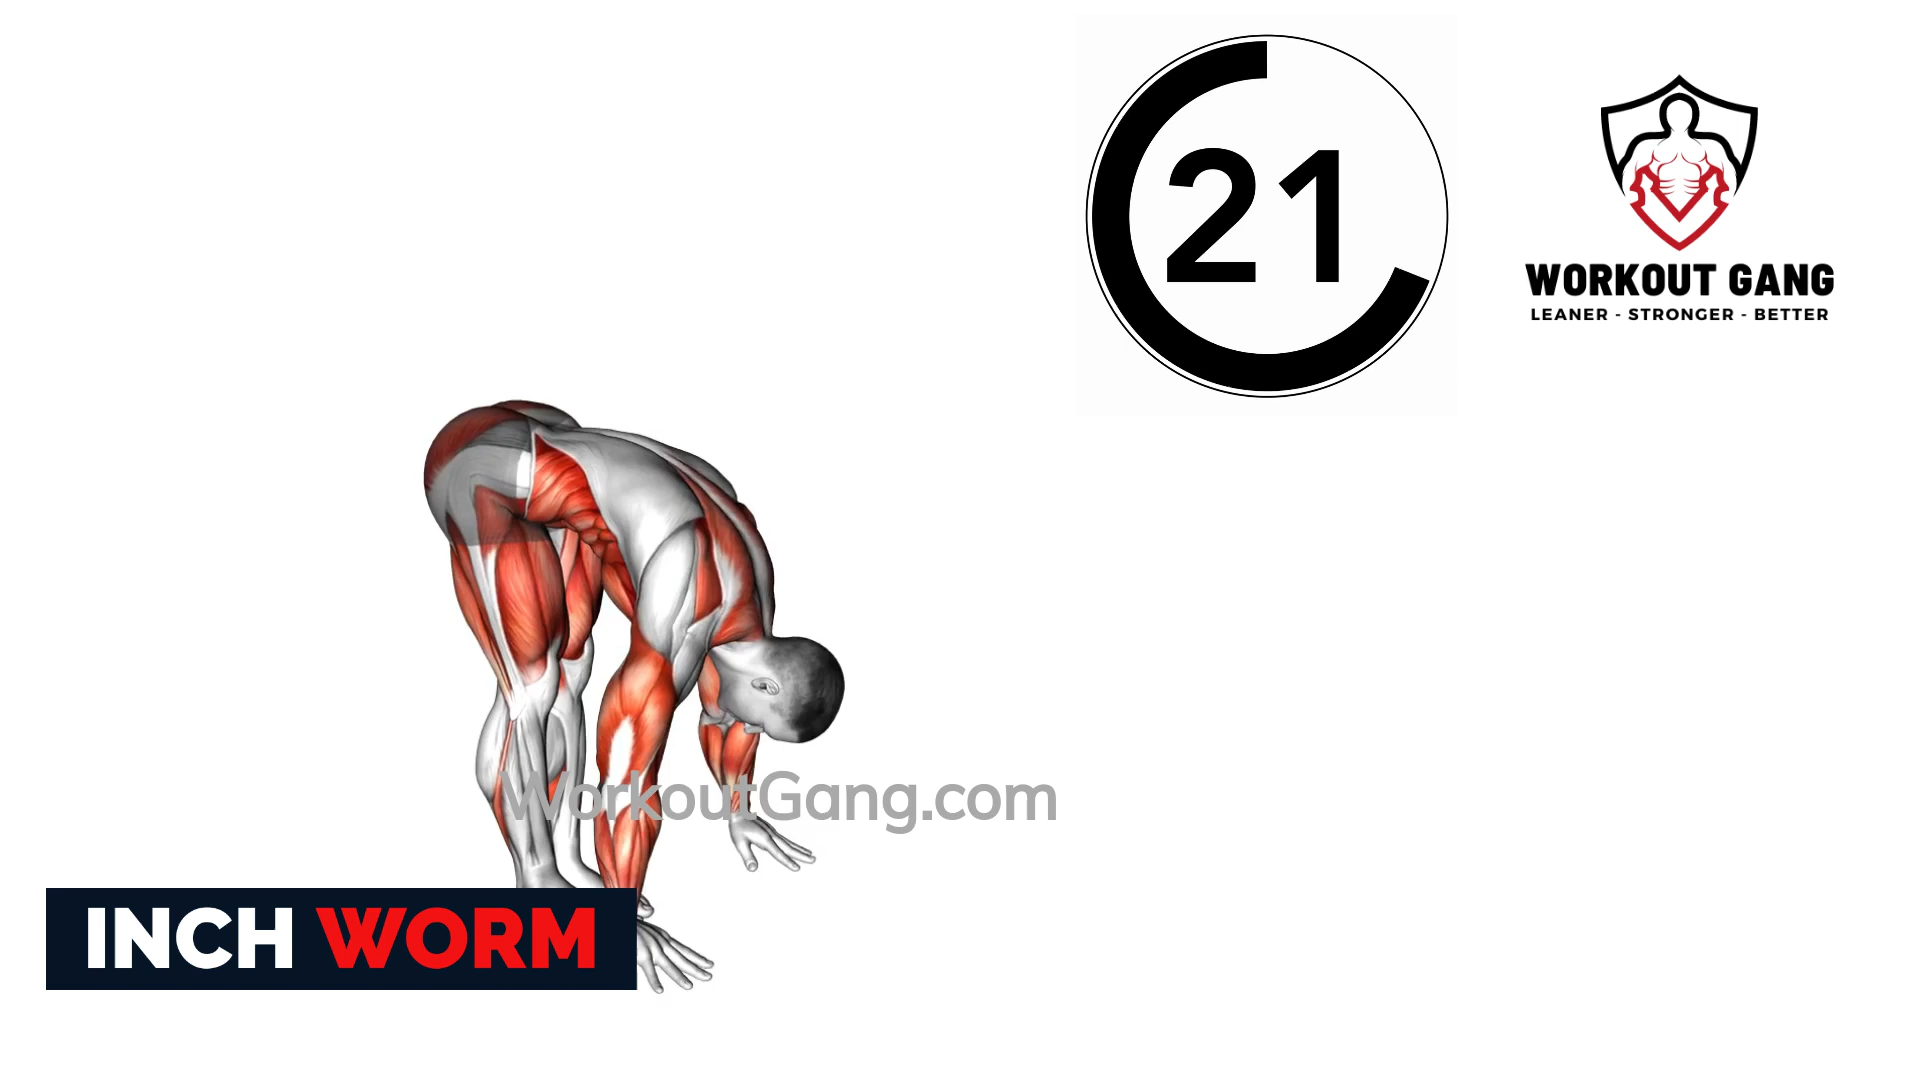 21
WORKOUT GANG
LEANER - STRONGER - BETTER
WorkoutGang.com
INCH WORM